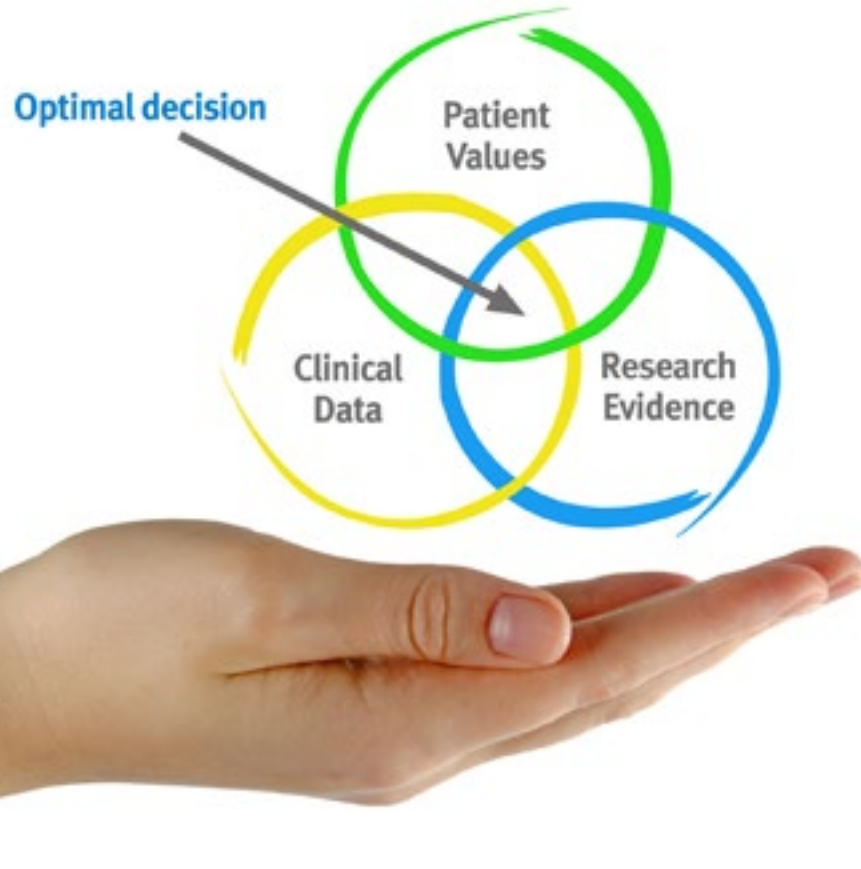 Optimal decision
Patient
Values
Clinical
Data
Research
Evidence